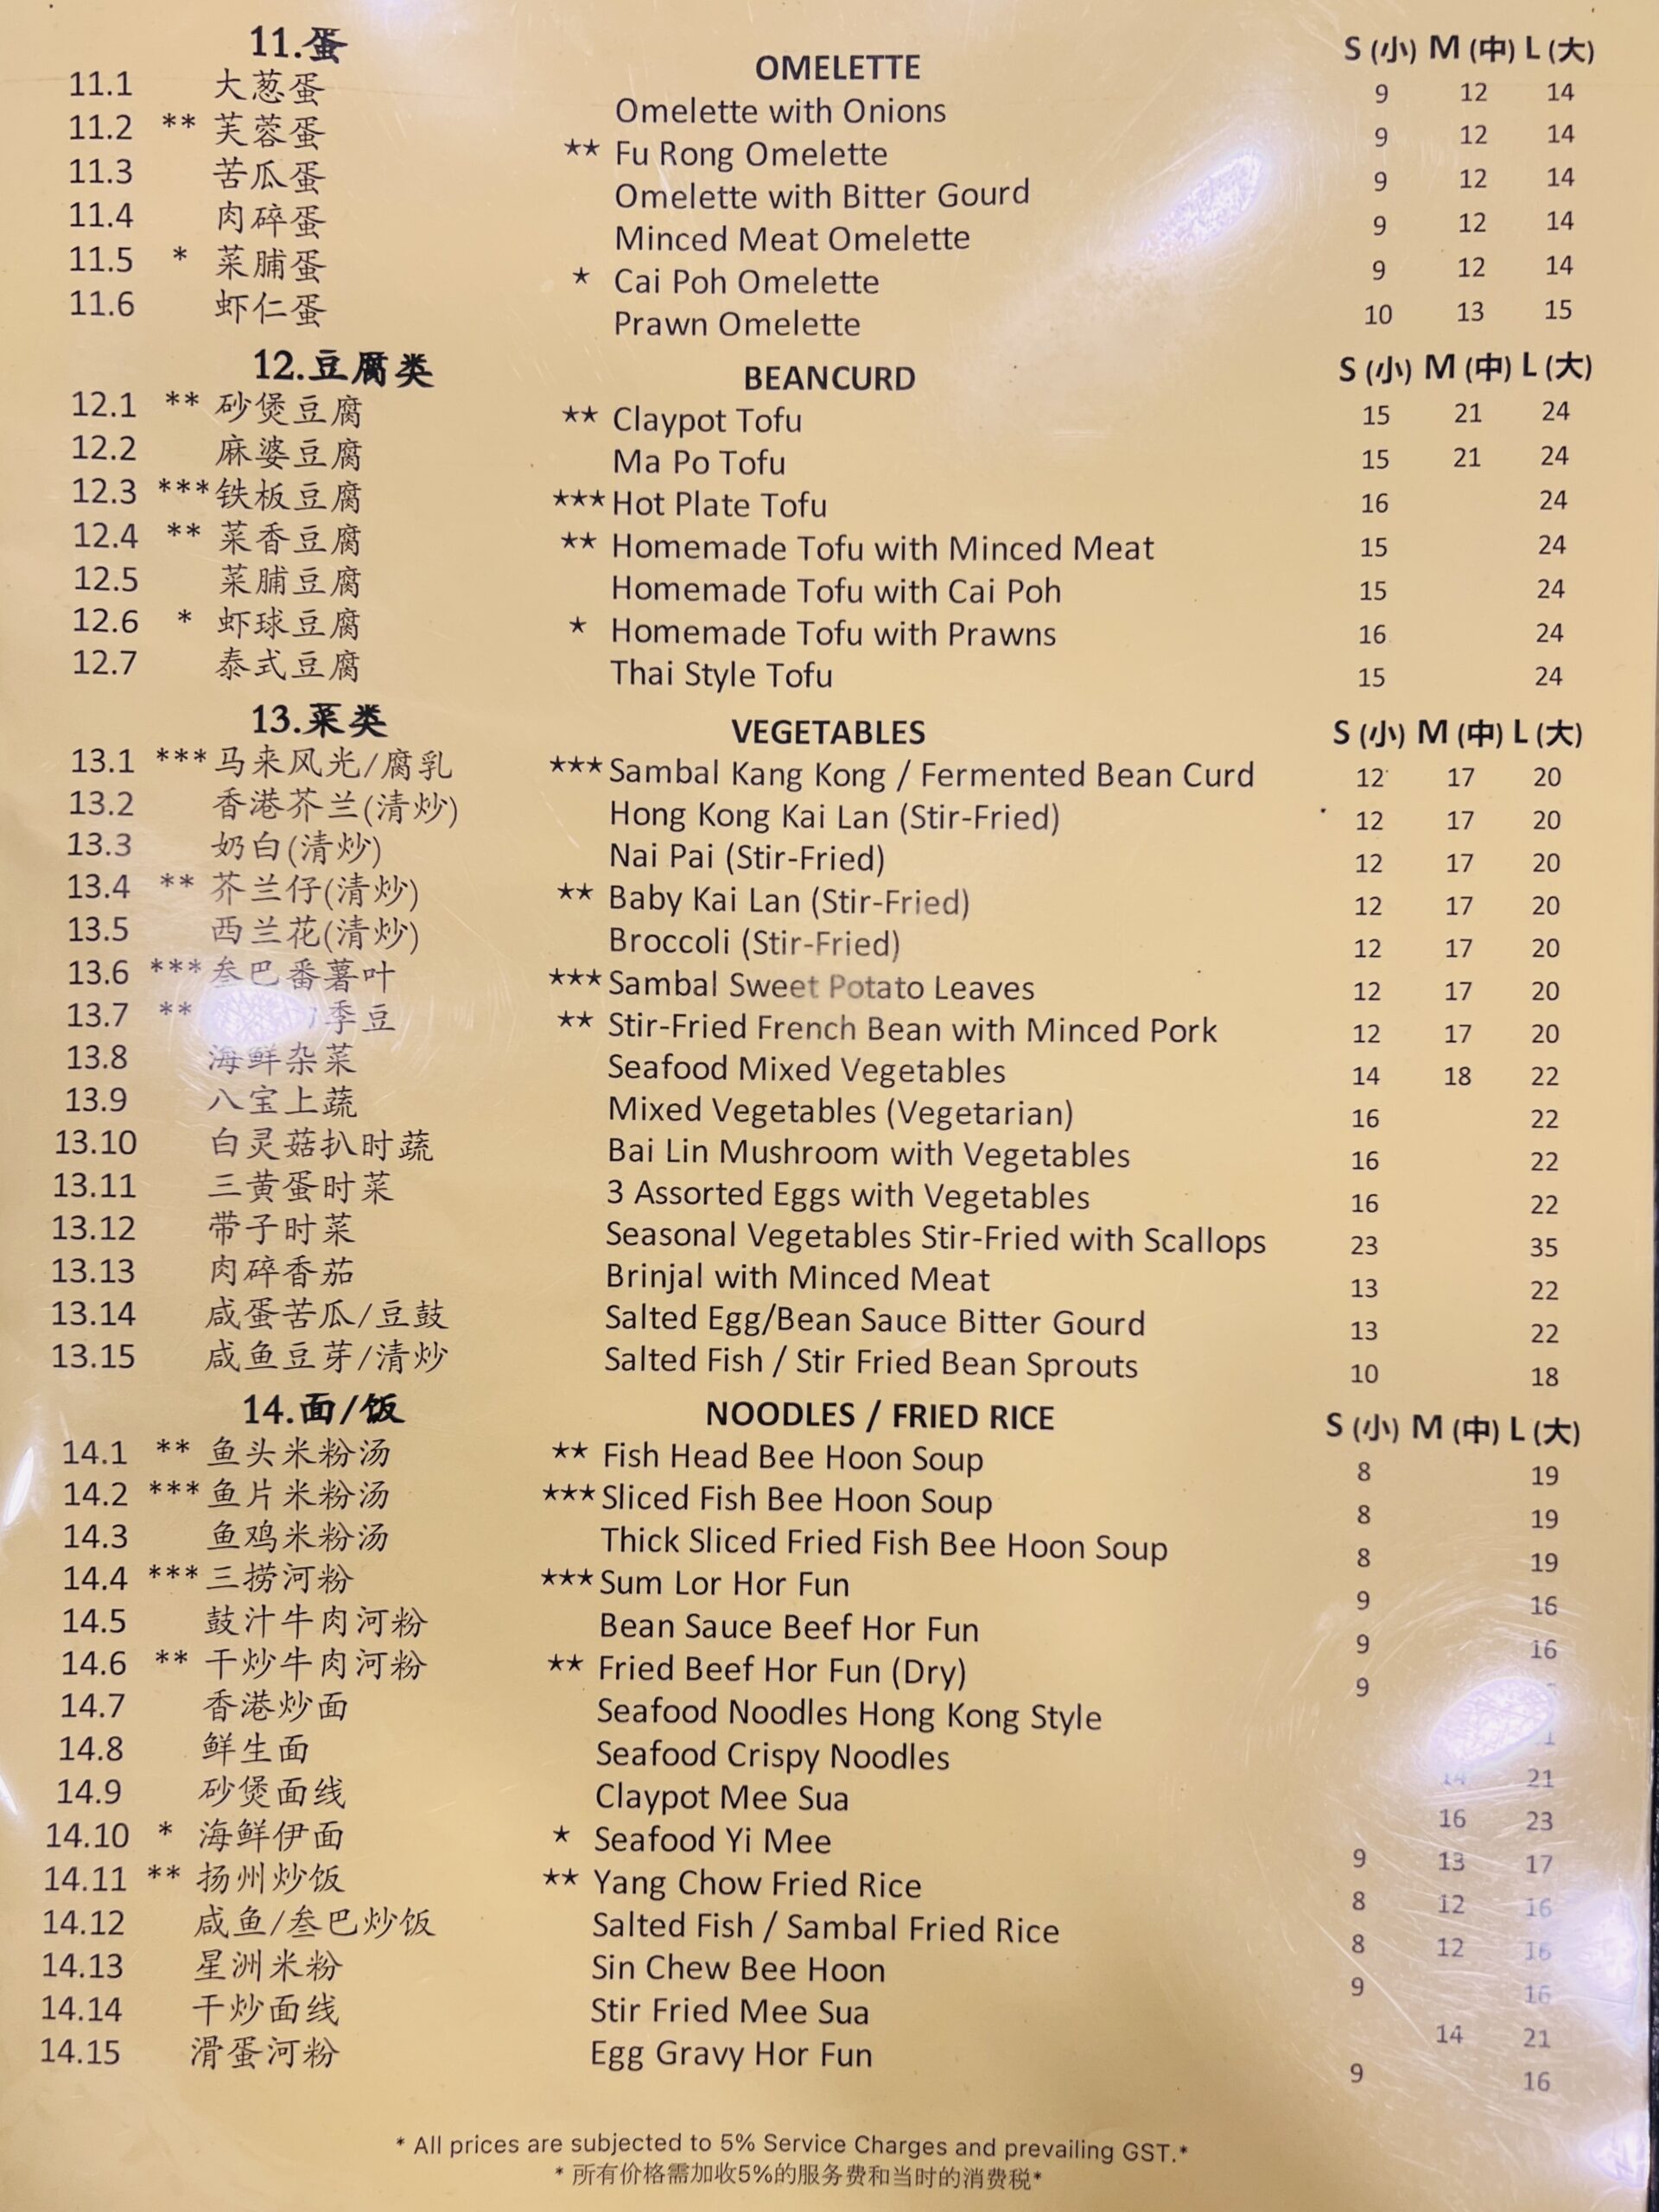 11.蛋 OMELETTE S (小) M (中) L (大)
11.1 大葱蛋 Omelette with Onions 9 12 14
11.2 ** 芙蓉蛋 ** Fu Rong Omelette 9 12 14
11.3 苦瓜蛋 Omelette with Bitter Gourd 9 12 14
11.4 肉碎蛋 Minced Meat Omelette 9 12 14
11.5 * 菜脯蛋 * Cai Poh Omelette 9 12 14
11.6 虾仁蛋 Prawn Omelette 10 13 15
12.豆腐类 BEANCURD S (小) M (中) L (大)
12.1 ** 砂煲豆腐 ** Claypot Tofu 15 21 24
12.2 麻婆豆腐 Ma Po Tofu 15 21 24
12.3 ***铁板豆腐 ***Hot Plate Tofu 16 24
12.4 ** 菜香豆腐 ** Homemade Tofu with Minced Meat 15 24
12.5 菜脯豆腐 Homemade Tofu with Cai Poh 15 24
12.6 * 虾球豆腐 * Homemade Tofu with Prawns 16 24
12.7 泰式豆腐 Thai Style Tofu 15 24
13.菜类 VEGETABLES S (小) M (中) L (大)
13.1 ***马来风光/腐乳 ***Sambal Kang Kong / Fermented Bean Curd 12 17 20
13.2 香港芥兰(清炒) Hong Kong Kai Lan (Stir-Fried) 12 17 20
13.3 奶白(清炒) Nai Pai (Stir-Fried) 12 17 20
13.4 ** 芥兰仔(清炒) ** Baby Kai Lan (Stir-Fried) 12 17 20
13.5 西兰花(清炒) Broccoli (Stir-Fried) 12 17 20
13.6 ***叁巴番薯叶 ***Sambal Sweet Potato Leaves 12 17 20
13.7 ** 季豆 ** Stir-Fried French Bean with Minced Pork 12 17 20
13.8 海鲜杂菜 Seafood Mixed Vegetables 14 18 22
13.9 八宝上蔬 Mixed Vegetables (Vegetarian) 16 22
13.10 白灵菇扒时蔬 Bai Lin Mushroom with Vegetables 16 22
13.11 三黄蛋时菜 3 Assorted Eggs with Vegetables 16 22
13.12 带子时菜 Seasonal Vegetables Stir-Fried with Scallops 23 35
13.13 肉碎香茄 Brinjal with Minced Meat 13 22
13.14 咸蛋苦瓜/豆鼓 Salted Egg/Bean Sauce Bitter Gourd 13 22
13.15 咸鱼豆芽/清炒 Salted Fish / Stir Fried Bean Sprouts 10 18
14.面/饭 NOODLES / FRIED RICE S (小) M (中) L (大)
14.1 ** 鱼头米粉汤 ** Fish Head Bee Hoon Soup 8 19
14.2 ***鱼片米粉汤 ***Sliced Fish Bee Hoon Soup 8 19
14.3 鱼鸡米粉汤 Thick Sliced Fried Fish Bee Hoon Soup 8 19
14.4 ***三捞河粉 ***Sum Lor Hor Fun 9 16
14.5 鼓汁牛肉河粉 Bean Sauce Beef Hor Fun 9 16
14.6 ** 干炒牛肉河粉 ** Fried Beef Hor Fun (Dry) 9
14.7 香港炒面 Seafood Noodles Hong Kong Style
14.8 鲜生面 Seafood Crispy Noodles 14 21
14.9 砂煲面线 Claypot Mee Sua 16 23
14.10 * 海鲜伊面 * Seafood Yi Mee 9 13 17
14.11 ** 扬州炒饭 ** Yang Chow Fried Rice 8 12 16
14.12 咸鱼/叁巴炒饭 Salted Fish / Sambal Fried Rice 8 12 16
14.13 星洲米粉 Sin Chew Bee Hoon 9 16
14.14 干炒面线 Stir Fried Mee Sua 14 21
14.15 滑蛋河粉 Egg Gravy Hor Fun 9 16
* All prices are subjected to 5% Service Charges and prevailing GST.*
* 所有价格需加收5%的服务费和当时的消费税*